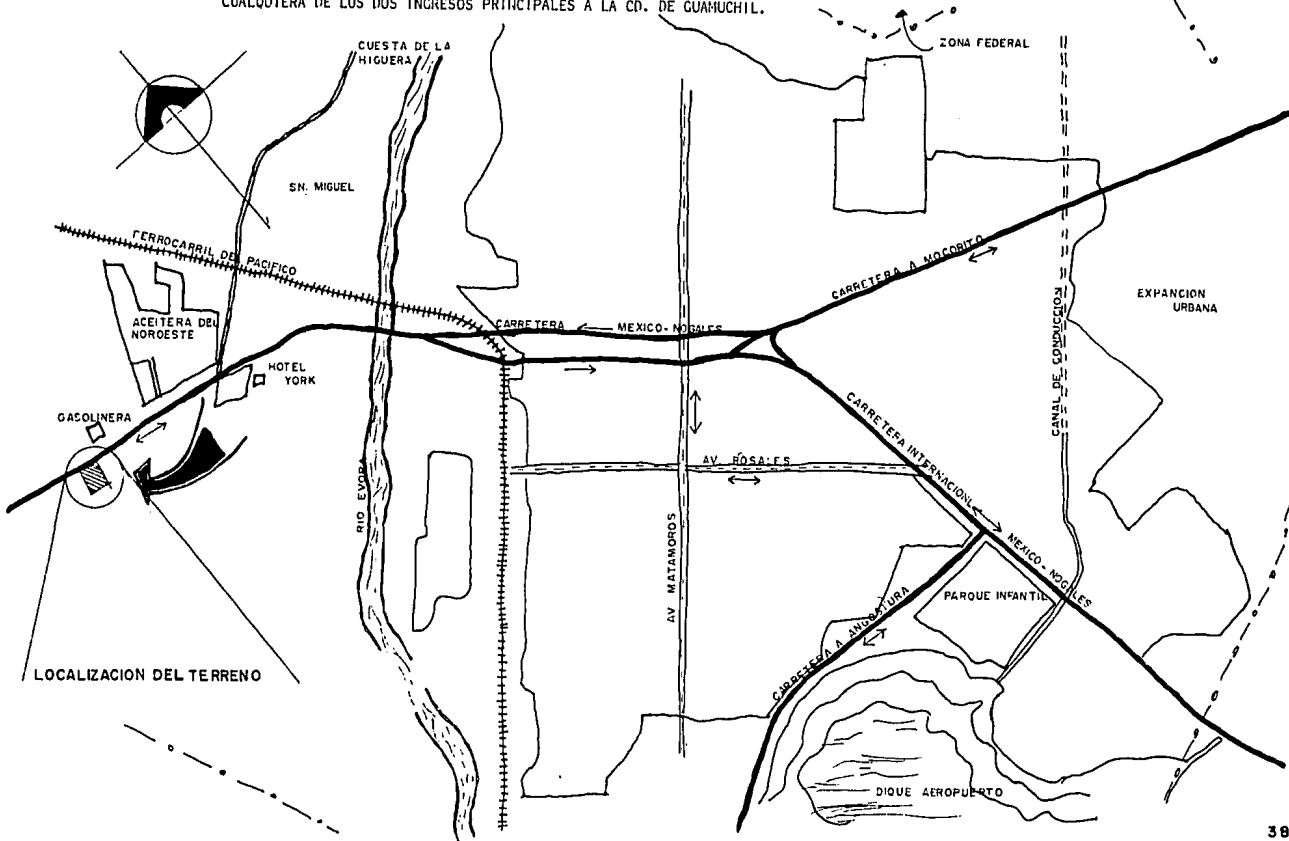 CUALQUIERA DE LOS DOS INGRESOS PRINCIPALES A LA CD. DE GUAMUCHIL.
ZONA FEDERAL
CUESTA DE LA
HIGUERA
SN. MIGUEL
FERROCARRIL DEL PACIFICO
CARRETERA A MOCORITO
EXPANCION
URBANA
ACEITERA DEL
NOROESTE
CARRETERA
MEXICO-NOGALES
HOTEL
YORK
CANAL DE CONDUCCION
GASOLINERA
CARRETERA INTERNACIONL
AV ROSALES
RIO EVORA
AV MATAMOROS
MEXICO-NOGALES
PARQUE INFANTIL
CARRETERA A ANGOSTURA
LOCALIZACION DEL TERRENO
DIQUE AEROPUERTO
38